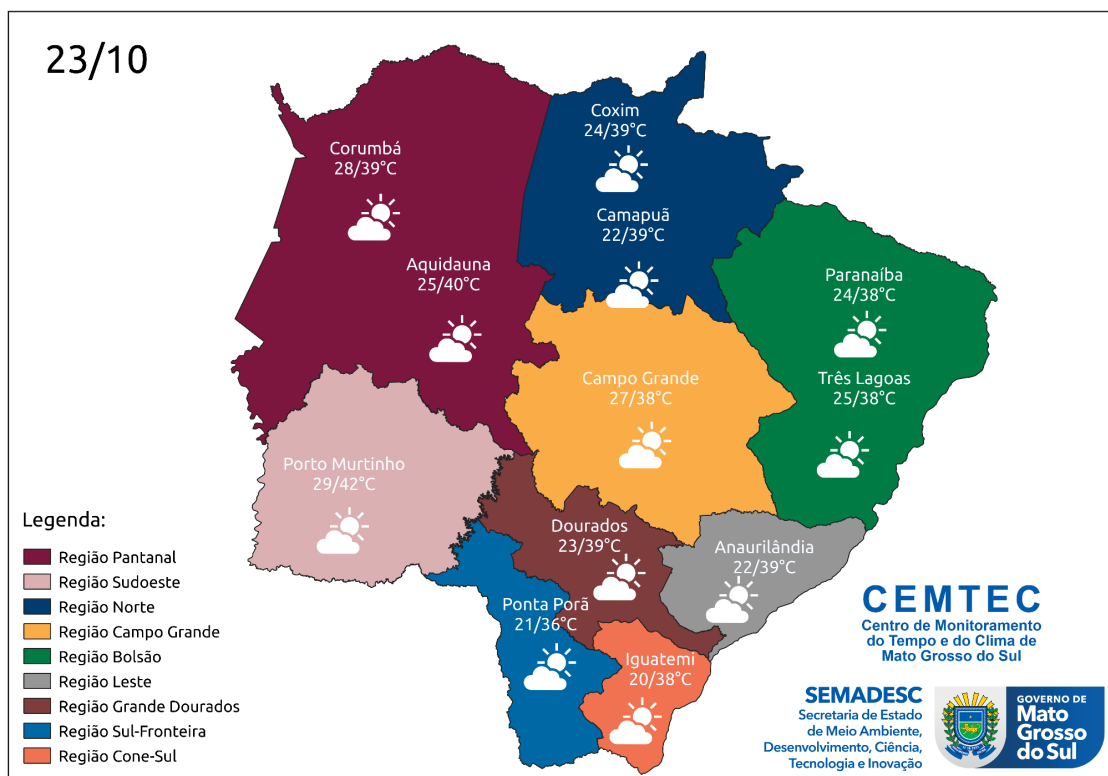 23/10
Coxim
24/39°C
Corumbá
28/39°C
Camapuã
22/39°C
Aquidauna
25/40°C
Paranaíba
24/38°C
Campo Grande
27/38°C
Três Lagoas
25/38°C
Porto Murtinho
29/42°C
Dourados
23/39°C
Anaurilândia
22/39°C
Ponta Porã
21/36°C
Iguatemi
20/38°C
Legenda:
Região Pantanal
Região Sudoeste
Região Norte
Região Campo Grande
Região Bolsão
Região Leste
Região Grande Dourados
Região Sul-Fronteira
Região Cone-Sul
CEMTEC
Centro de Monitoramento
do Tempo e do Clima de
Mato Grosso do Sul
SEMADESC
Secretaria de Estado
de Meio Ambiente,
Desenvolvimento, Ciência,
Tecnologia e Inovação
GOVERNO DE
Mato
Grosso
do Sul